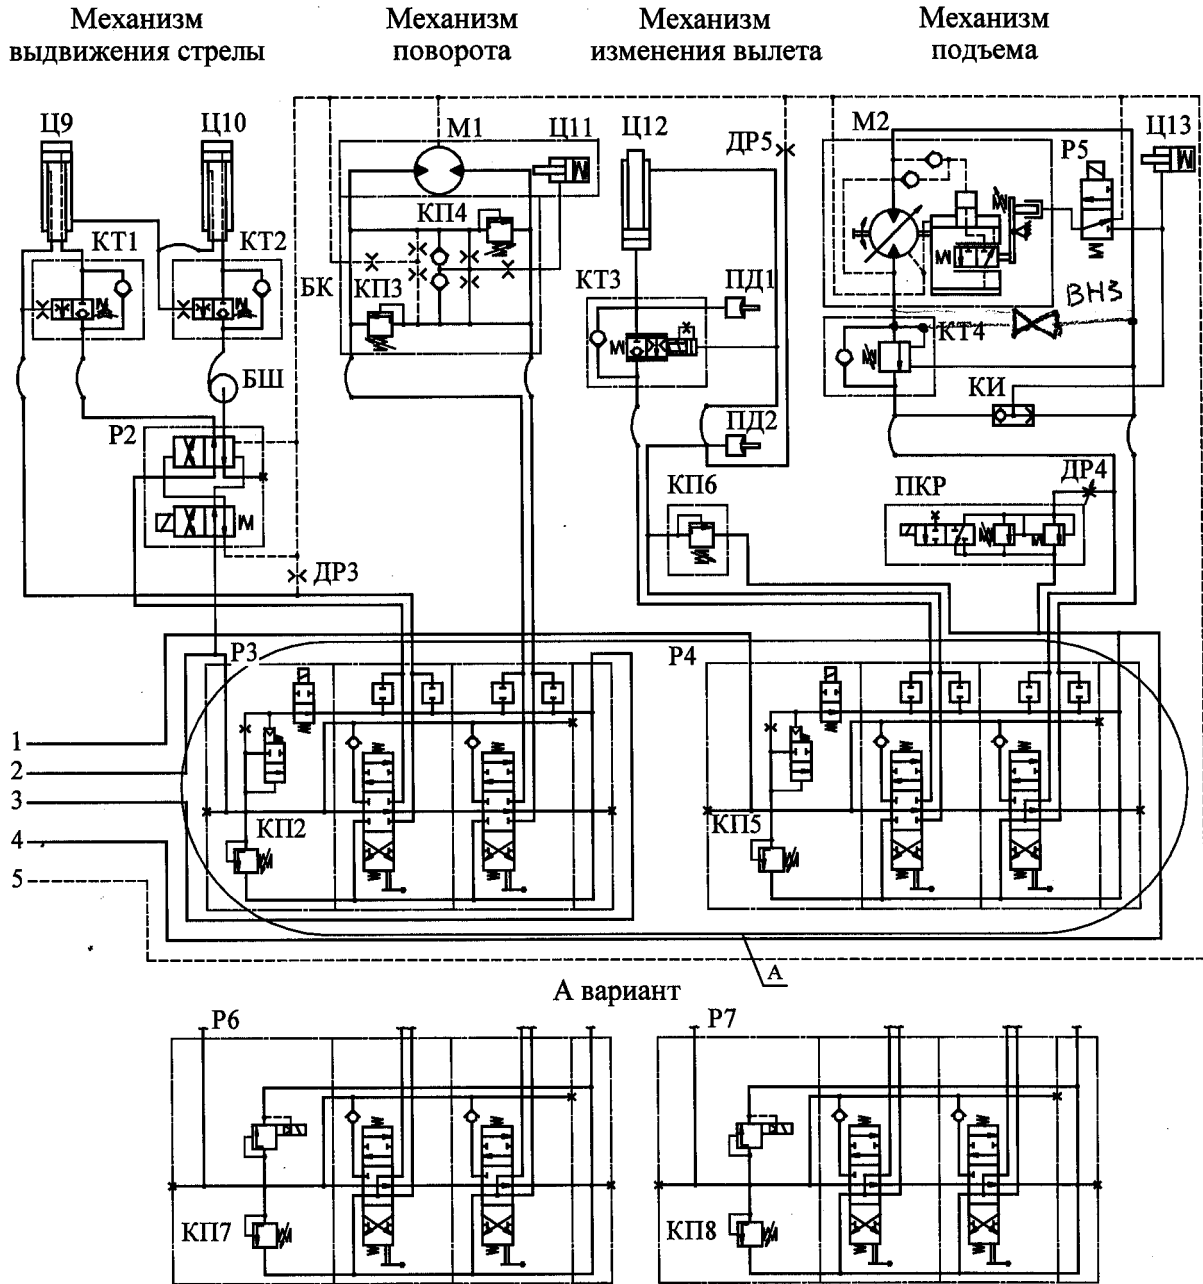 Механизм
выдвижения стрелы
Механизм
поворота
Механизм
изменения вылета
Механизм
подъема
Ц9
Ц10
М1
Ц11
Ц12
ДР5
М2
Р5
Ц13
КТ1
КТ2
КП4
БК
КП3
КТ3
ПД1
ВН3
КТ4
БШ
КИ
Р2
ПД2
КП6
ПКР
ДР4
ДР3
Р3
Р4
1
2
3
4
5
КП2
КП5
А
А вариант
Р6
Р7
КП7
КП8